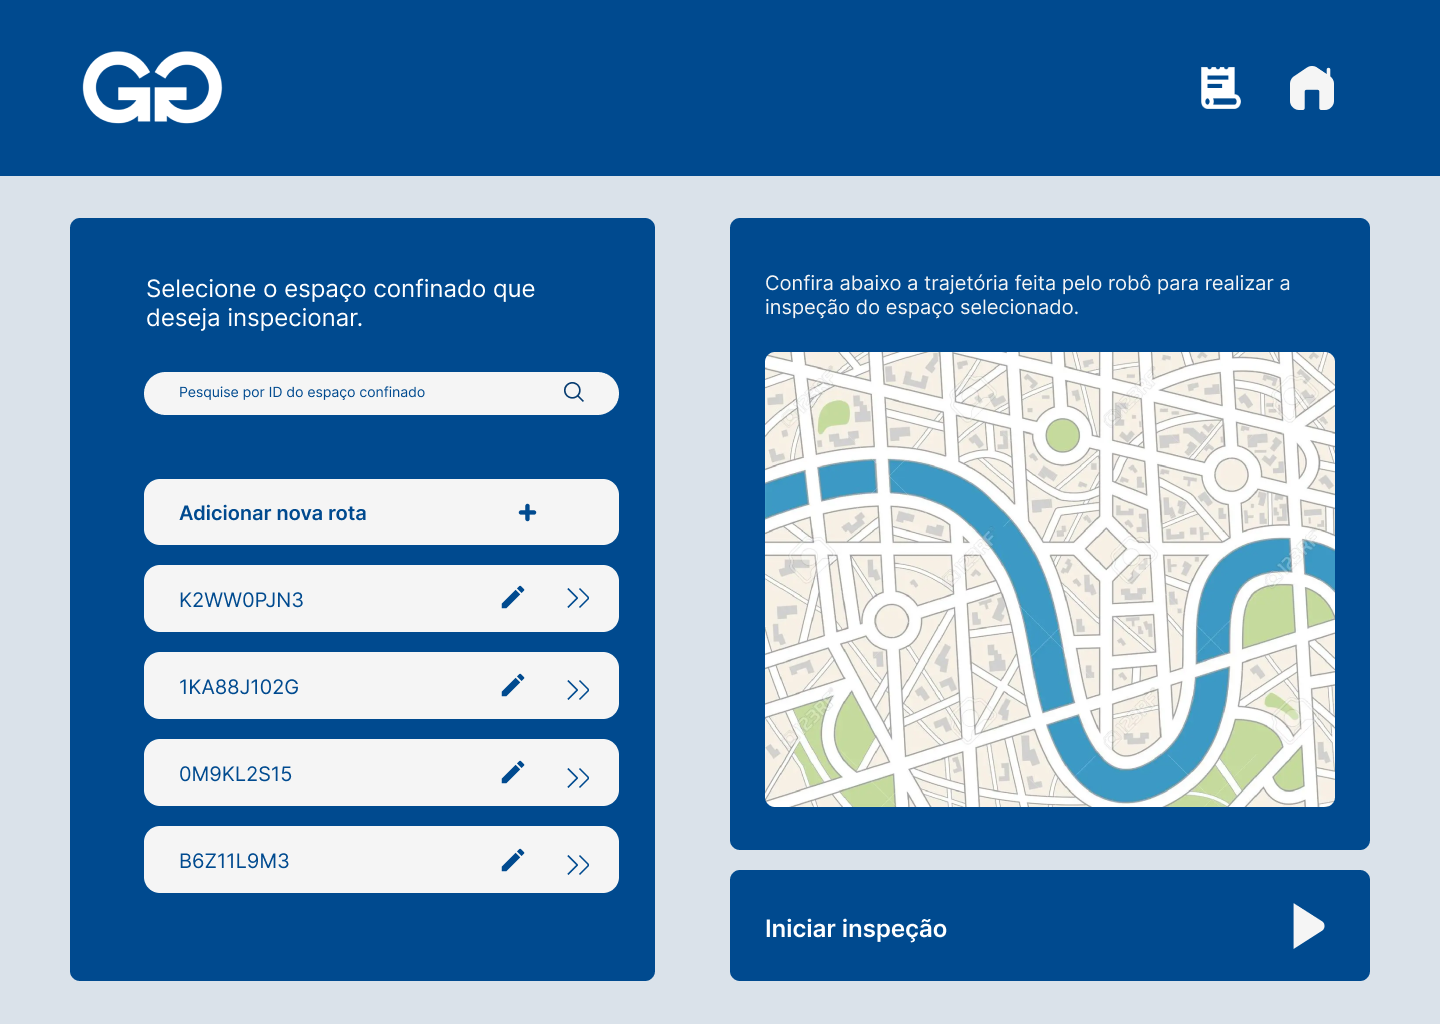 GG
Selecione o espaço confinado que
deseja inspecionar.
Pesquise por ID do espaço confinado
Adicionar nova rota
K2WW0PJN3
1KA88J102G
0M9KL2S15
B6Z11L9M3
Confira abaixo a trajetória feita pelo robô para realizar a
inspeção do espaço selecionado.
Iniciar inspeção